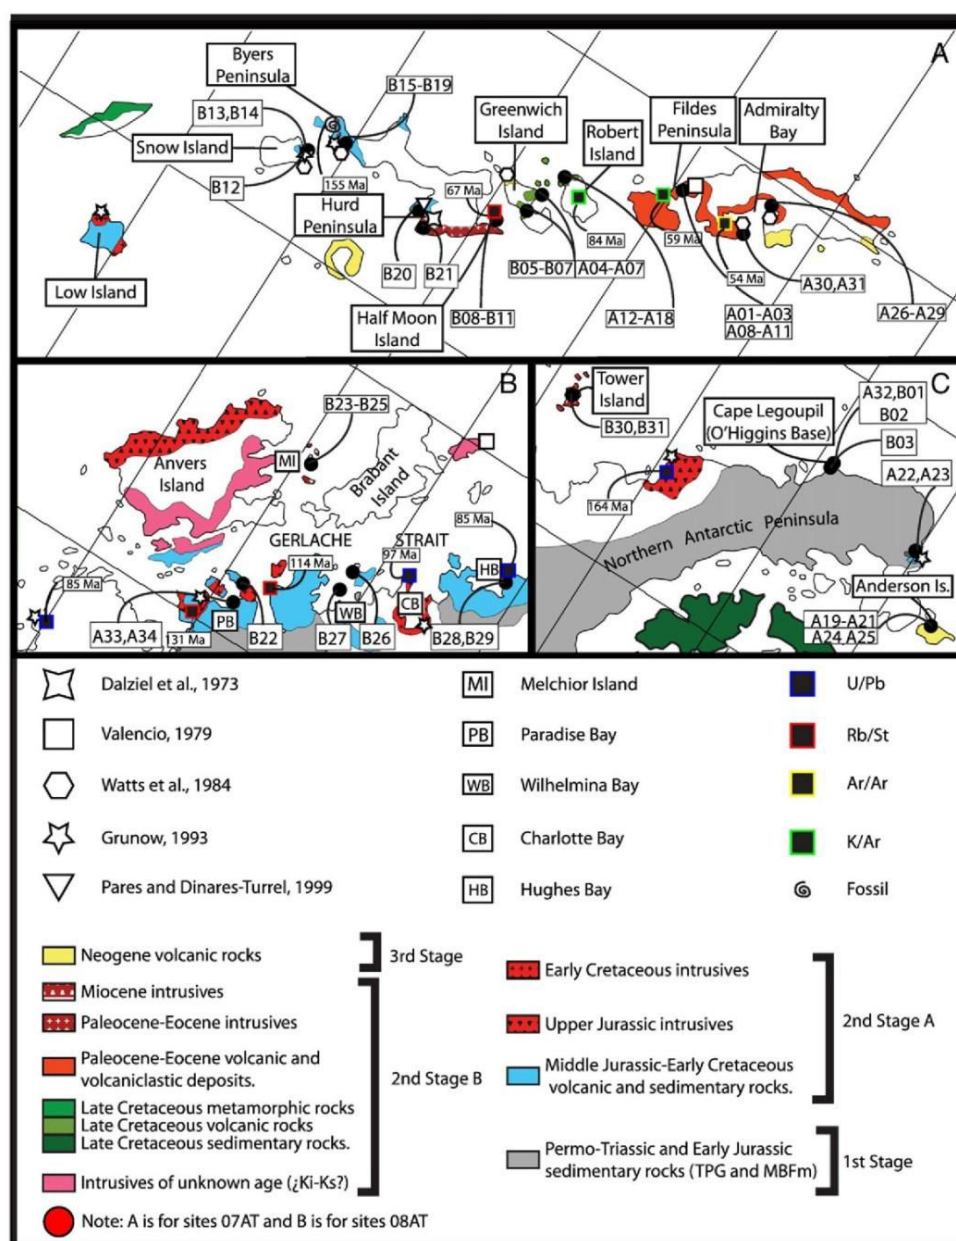 A
Byers
Peninsula
B15-B19
B13,B14
Greenwich
Island
Fildes
Peninsula
Admiralty
Bay
Robert
Island
Snow Island
B12
155 Ma
67 Ma
Hurd
Peninsula
84 Ma
59 Ma
54 Ma
B20
B21
B05-B07
A04-A07
A30,A31
Low Island
Half Moon
Island
B08-B11
A12-A18
A01-A03
A08-A11
A26-A29
B
B23-B25
Anvers
Island
MI
Brabant
Island
GERLACHE
STRAIT
85 Ma
114 Ma
97 Ma
85 Ma
HB
CB
PB
WB
A33,A34
131 Ma
B22
B27
B26
B28,B29
C
Tower
Island
B30,B31
Cape Legoupil
(O'Higgins Base)
A32,B01
B02
B03
A22,A23
164 Ma
Northern Antarctic Peninsula
Anderson Is.
A19-A21
A24,A25
Dalziel et al., 1973
MI
Melchior Island
U/Pb
Valencio, 1979
PB
Paradise Bay
Rb/St
Watts et al., 1984
WB
Wilhelmina Bay
Ar/Ar
Grunow, 1993
CB
Charlotte Bay
K/Ar
Pares and Dinares-Turrel, 1999
HB
Hughes Bay
Fossil
Neogene volcanic rocks
3rd Stage
Miocene intrusives
Paleocene-Eocene intrusives
Paleocene-Eocene volcanic and
volcaniclastic deposits.
2nd Stage B
Late Cretaceous metamorphic rocks
Late Cretaceous volcanic rocks
Late Cretaceous sedimentary rocks.
Intrusives of unknown age (¿Ki-Ks?)
Early Cretaceous intrusives
Upper Jurassic intrusives
2nd Stage A
Middle Jurassic-Early Cretaceous
volcanic and sedimentary rocks.
Permo-Triassic and Early Jurassic
sedimentary rocks (TPG and MBFm)
1st Stage
Note: A is for sites 07AT and B is for sites 08AT